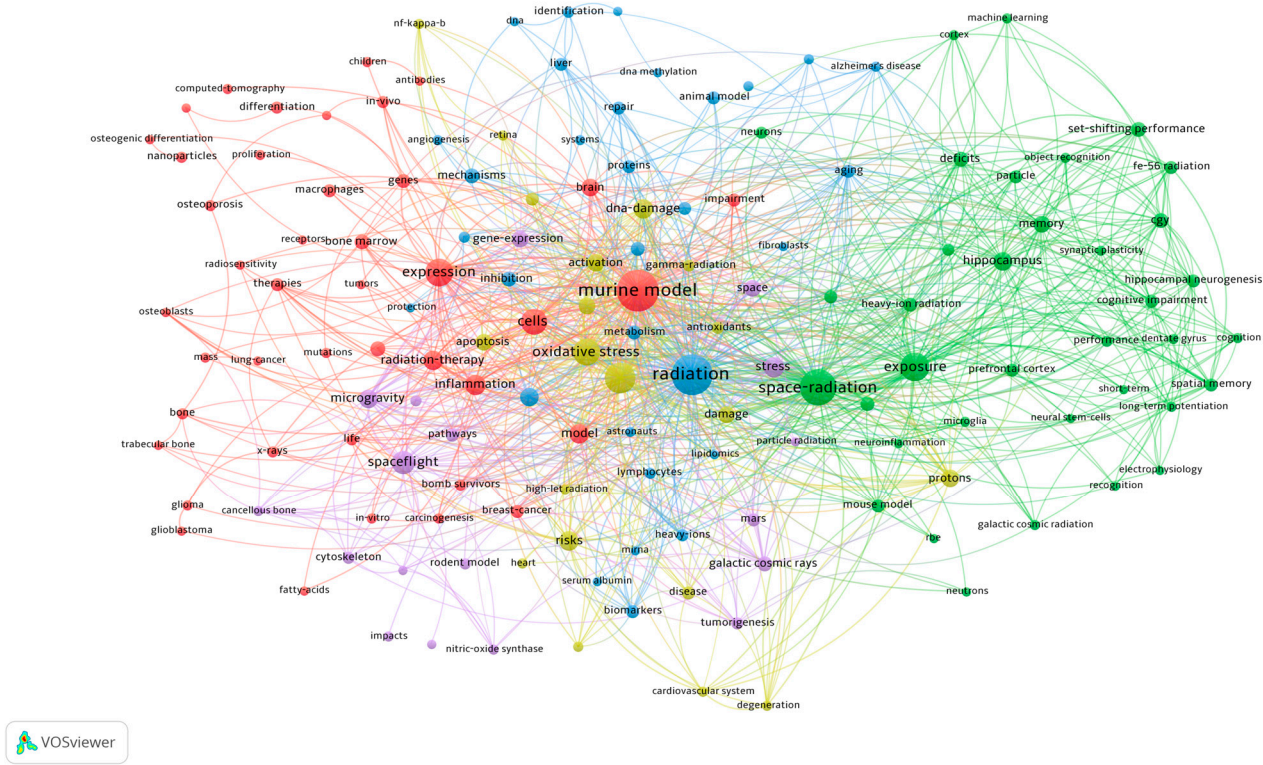 identification
machine learning
dna
nf-kappa-b
cortex
children
liver
dna methylation
alzheimer's disease
antibodies
computed-tomography
in-vivo
animal model
differentiation
repair
set-shifting performance
neurons
retina
osteogenic differentiation
angiogenesis
systems
nanoparticles
proliferation
deficits
object recognition
fe-56 radiation
proteins
mechanisms
aging
particle
genes
brain
macrophages
impairment
osteoporosis
dna-damage
cgy
memory
receptors
bone marrow
gene-expression
fibroblasts
synaptic plasticity
radiosensitivity
activation
gamma-radiation
hippocampus
expression
therapies
tumors
inhibition
hippocampal neurogenesis
murine model
space
cognitive impairment
heavy-ion radiation
osteoblasts
protection
cells
metabolism
antioxidants
apoptosis
performance
dentate gyrus
cognition
mass
lung-cancer
mutations
radiation-therapy
oxidative stress
stress
exposure
prefrontal cortex
radiation
inflammation
space-radiation
short-term
spatial memory
microgravity
long-term potentiation
bone
damage
neural stem-cells
microglia
pathways
model
astronauts
trabecular bone
life
particle radiation
neuroinflammation
x-rays
lipidomics
spaceflight
lymphocytes
electrophysiology
protons
recognition
bomb survivors
high-let radiation
glioma
cancellous bone
mouse model
in-vitro
carcinogenesis
breast-cancer
mars
galactic cosmic radiation
glioblastoma
heavy-ions
rbe
risks
mirna
cytoskeleton
rodent model
heart
galactic cosmic rays
serum albumin
fatty-acids
disease
neutrons
biomarkers
tumorigenesis
impacts
nitric-oxide synthase
cardiovascular system
degeneration
VOSviewer